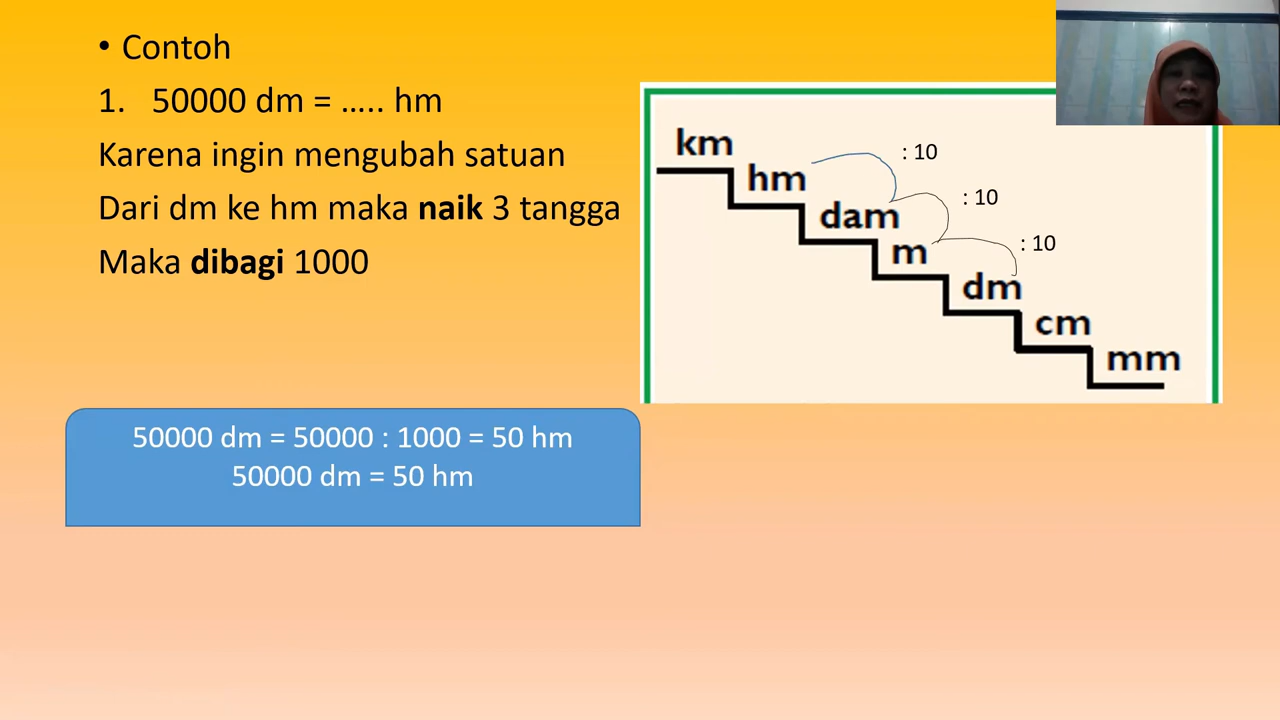 • Contoh
1. 50000 dm = ..... hm
Karena ingin mengubah satuan
Dari dm ke hm maka naik 3 tangga
Maka dibagi 1000
km
hm
dam
m
dm
cm
mm
: 10
: 10
: 10
50000 dm = 50000 : 1000 = 50 hm
50000 dm = 50 hm